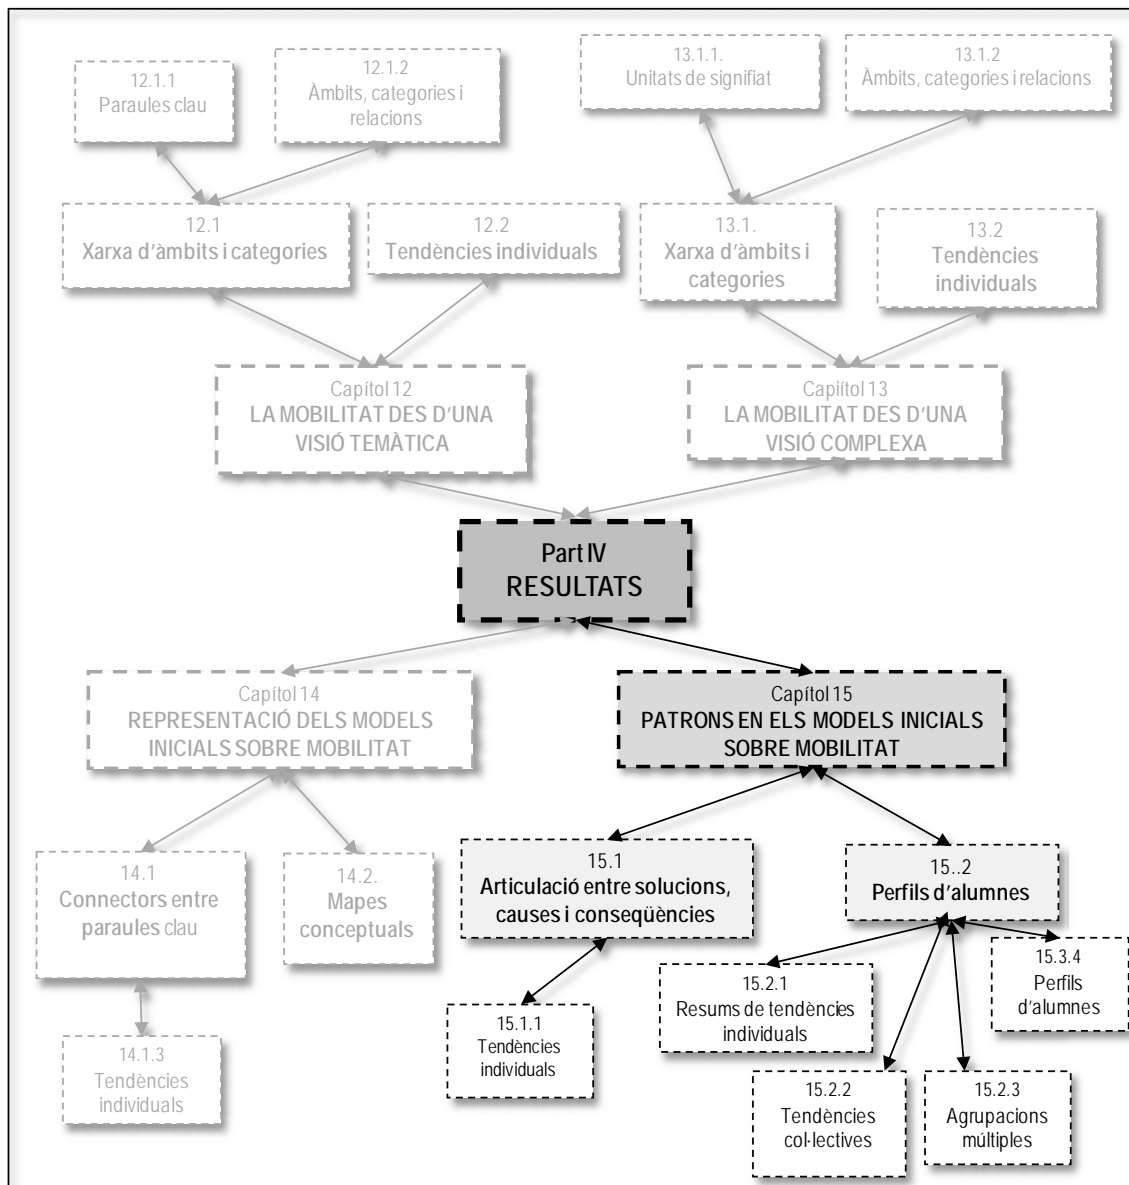 12.1.1
Paraules clau
12.1.2
Àmbits, categories i
relacions
13.1.1.
Unitats de signifiat
13.1.2
Àmbits, categories i relacions
12.1
Xarxa d'àmbits i categories
12.2
Tendències individuals
13.1.
Xarxa d'àmbits i
categories
13.2
Tendències
individuals
Capítol 12
LA MOBILITAT DES D'UNA
VISIÓ TEMÀTICA
Capítol 13
LA MOBILITAT DES D'UNA
VISIÓ COMPLEXA
Part IV
RESULTATS
Capítol 14
REPRESENTACIÓ DELS MODELS
INICIALS SOBRE MOBILITAT
Capítol 15
PATRONS EN ELS MODELS INICIALS
SOBRE MOBILITAT
14.1
Connectors entre
paraules clau
14.2.
Mapes
conceptuals
15.1
Articulació entre solucions,
causes i conseqüències
15..2
Perfils d'alumnes
14.1.3
Tendències
individuals
15.1.1
Tendències
individuals
15.2.1
Resums de tendències
individuals
15.3.4
Perfils
d'alumnes
15.2.2
Tendències
col·lectives
15.2.3
Agrupacions
múltiples